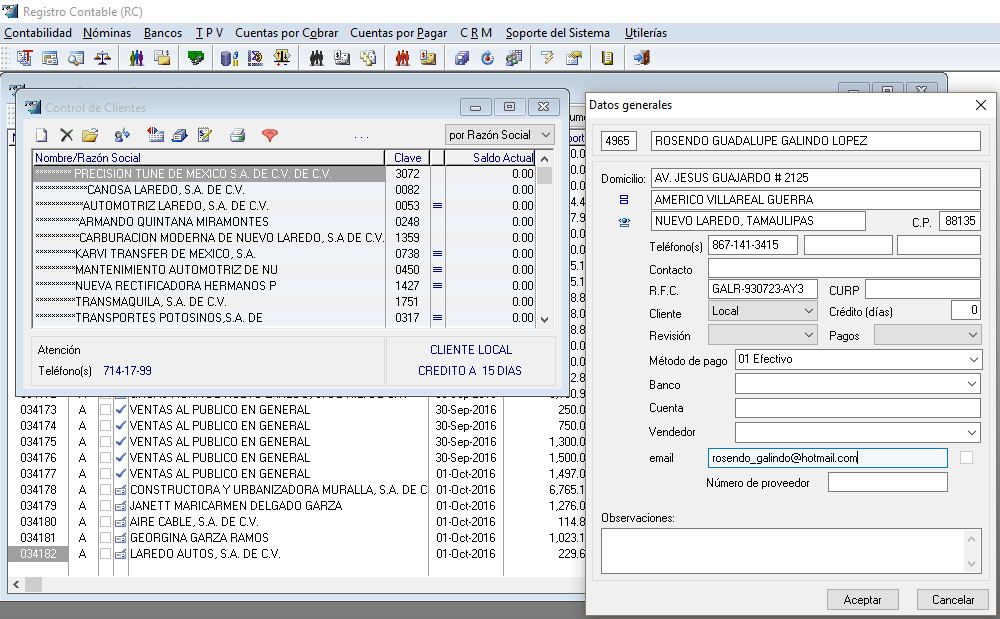 Registro Contable (RC)
Contabilidad Nóminas Bancos T P V Cuentas por Cobrar Cuentas por Pagar C R M Soporte del Sistema Utilerías
Control de Clientes
por Razón Social
Nombre/Razón Social Clave Saldo Actual
********* PRECISION TUNE DE MEXICO S.A. DE C.V. DE C.V. 3072 0.00
*************CANOSA LAREDO, S.A. DE C.V. 0082 0.00
************AUTOMOTRIZ LAREDO, S.A. DE C.V. 0053 0.00
***********ARMANDO QUINTANA MIRAMONTES 0248 0.00
***********CARBURACION MODERNA DE NUEVO LAREDO, S.A DE C.V. 1359 0.00
**********KARVI TRANSFER DE MEXICO, S.A. 0738 0.00
**********MANTENIMIENTO AUTOMOTRIZ DE NU 0450 0.00
**********NUEVA RECTIFICADORA HERMANOS P 1427 0.00
**********TRANSMAQUILA, S.A. DE C.V. 1751 0.00
**********TRANSPORTES POTOSINOS,S.A. DE 0317 0.00
Atención
Teléfono(s) 714-17-99
CLIENTE LOCAL
CREDITO A 15 DIAS
034173 A VENTAS AL PUBLICO EN GENERAL 30-Sep-2016 250.0
034174 A VENTAS AL PUBLICO EN GENERAL 30-Sep-2016 750.0
034175 A VENTAS AL PUBLICO EN GENERAL 30-Sep-2016 1,300.0
034176 A VENTAS AL PUBLICO EN GENERAL 30-Sep-2016 1,500.0
034177 A VENTAS AL PUBLICO EN GENERAL 01-Oct-2016 1,497.0
034178 A CONSTRUCTORA Y URBANIZADORA MURALLA, S.A. DE C 01-Oct-2016 6,765.1
034179 A JANETT MARICARMEN DELGADO GARZA 01-Oct-2016 1,276.0
034180 A AIRE CABLE, S.A. DE C.V. 01-Oct-2016 114.8
034181 A GEORGINA GARZA RAMOS 01-Oct-2016 1,023.1
034182 A LAREDO AUTOS, S.A. DE C.V. 01-Oct-2016 229.6
Datos generales
4965 ROSENDO GUADALUPE GALINDO LOPEZ
Domicilio: AV. JESUS GUAJARDO # 2125
AMERICO VILLAREAL GUERRA
NUEVO LAREDO, TAMAULIPAS C.P. 88135
Teléfono(s) 867-141-3415
Contacto
R.F.C. GALR-930723-AY3 CURP
Cliente Local Crédito (días) 0
Revisión Pagos
Método de pago 01 Efectivo
Banco
Cuenta
Vendedor
email rosendo_galindo@hotmail.com
Número de proveedor
Observaciones:
Aceptar Cancelar